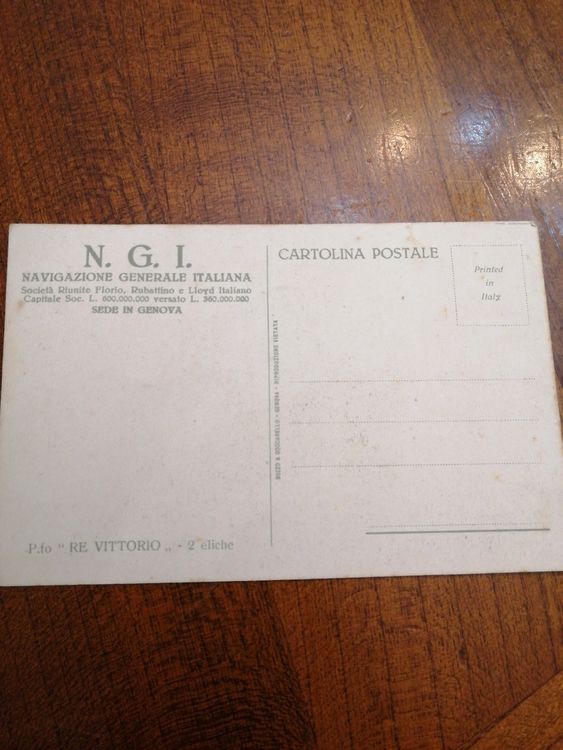 N. G. I.
NAVIGAZIONE GENERALE ITALIANA
Società Riunite Florio, Rubattino e Lloyd Italiano
Capitale Soc. L. 600.000.000 versato L. 360.000.000
SEDE IN GENOVA
P.fo " RE VITTORIO „ - 2 eliche
GENOVA - RIPRODUZIONE VIETATA
CARTOLINA POSTALE
Printed
in
Italy